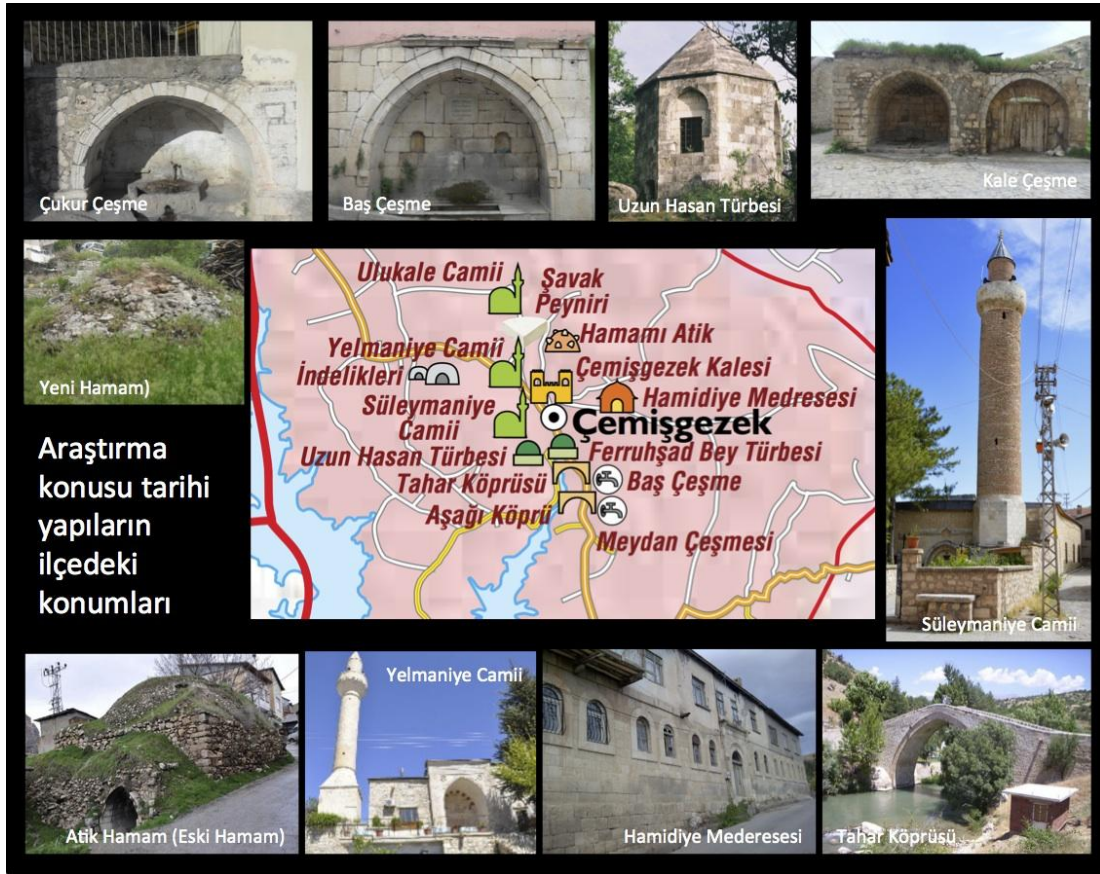 Çukur Çeşme
Baş Çeşme
Uzun Hasan Türbesi
Kale Çeşme
Yeni Hamam)
Araştırma
konusu tarihi
yapıların
ilçedeki
konumları
Ulukale Camii
Şavak
Peyniri
Hamamı Atik
Yelmaniye Camii
Çemişgezek Kalesi
İndelikleri
Hamidiye Medresesi
Süleymaniye
Camii
Çemişgezek
Uzun Hasan Türbesi
Ferruhşad Bey Türbesi
Tahar Köprüsü
Baş Çeşme
Aşağı Köprü
Meydan Çeşmesi
Süleymaniye Camii
Atik Hamam (Eski Hamam)
Yelmaniye Camii
Hamidiye Mederesesi
Tahar Köprüsü